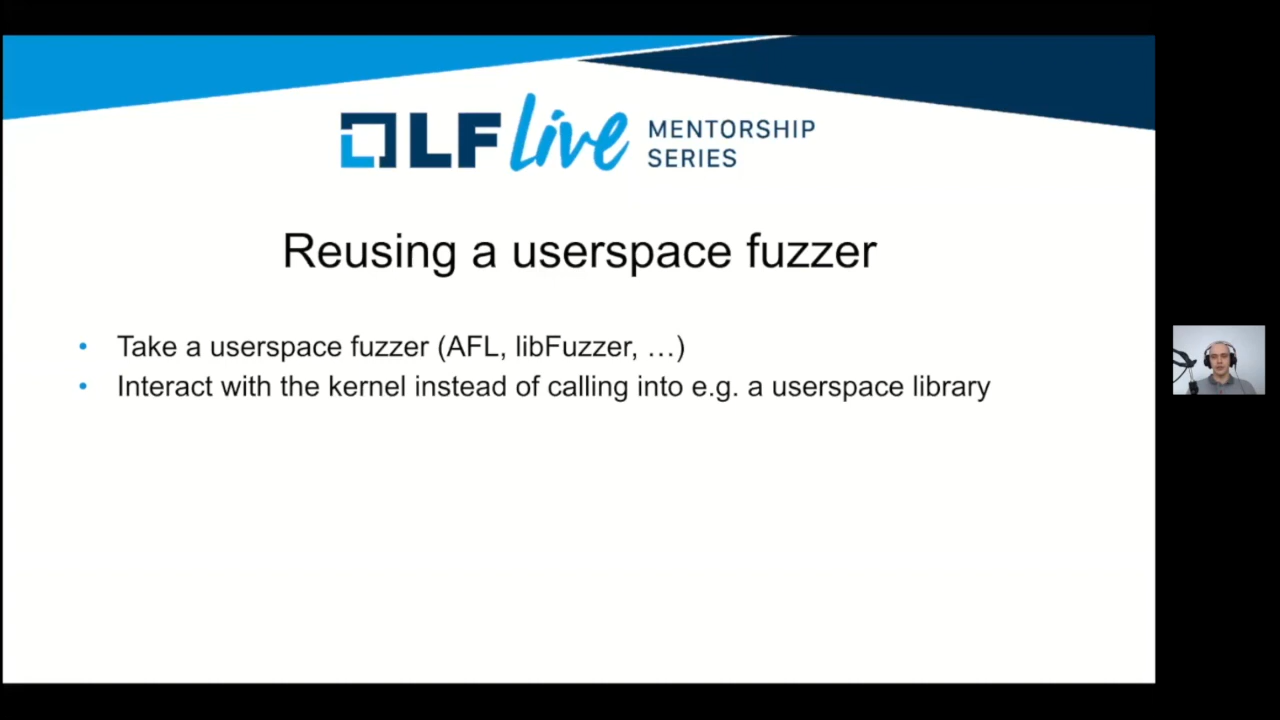 LF Live MENTORSHIP
SERIES
Reusing a userspace fuzzer
• Take a userspace fuzzer (AFL, libFuzzer, …)
• Interact with the kernel instead of calling into e.g. a userspace library